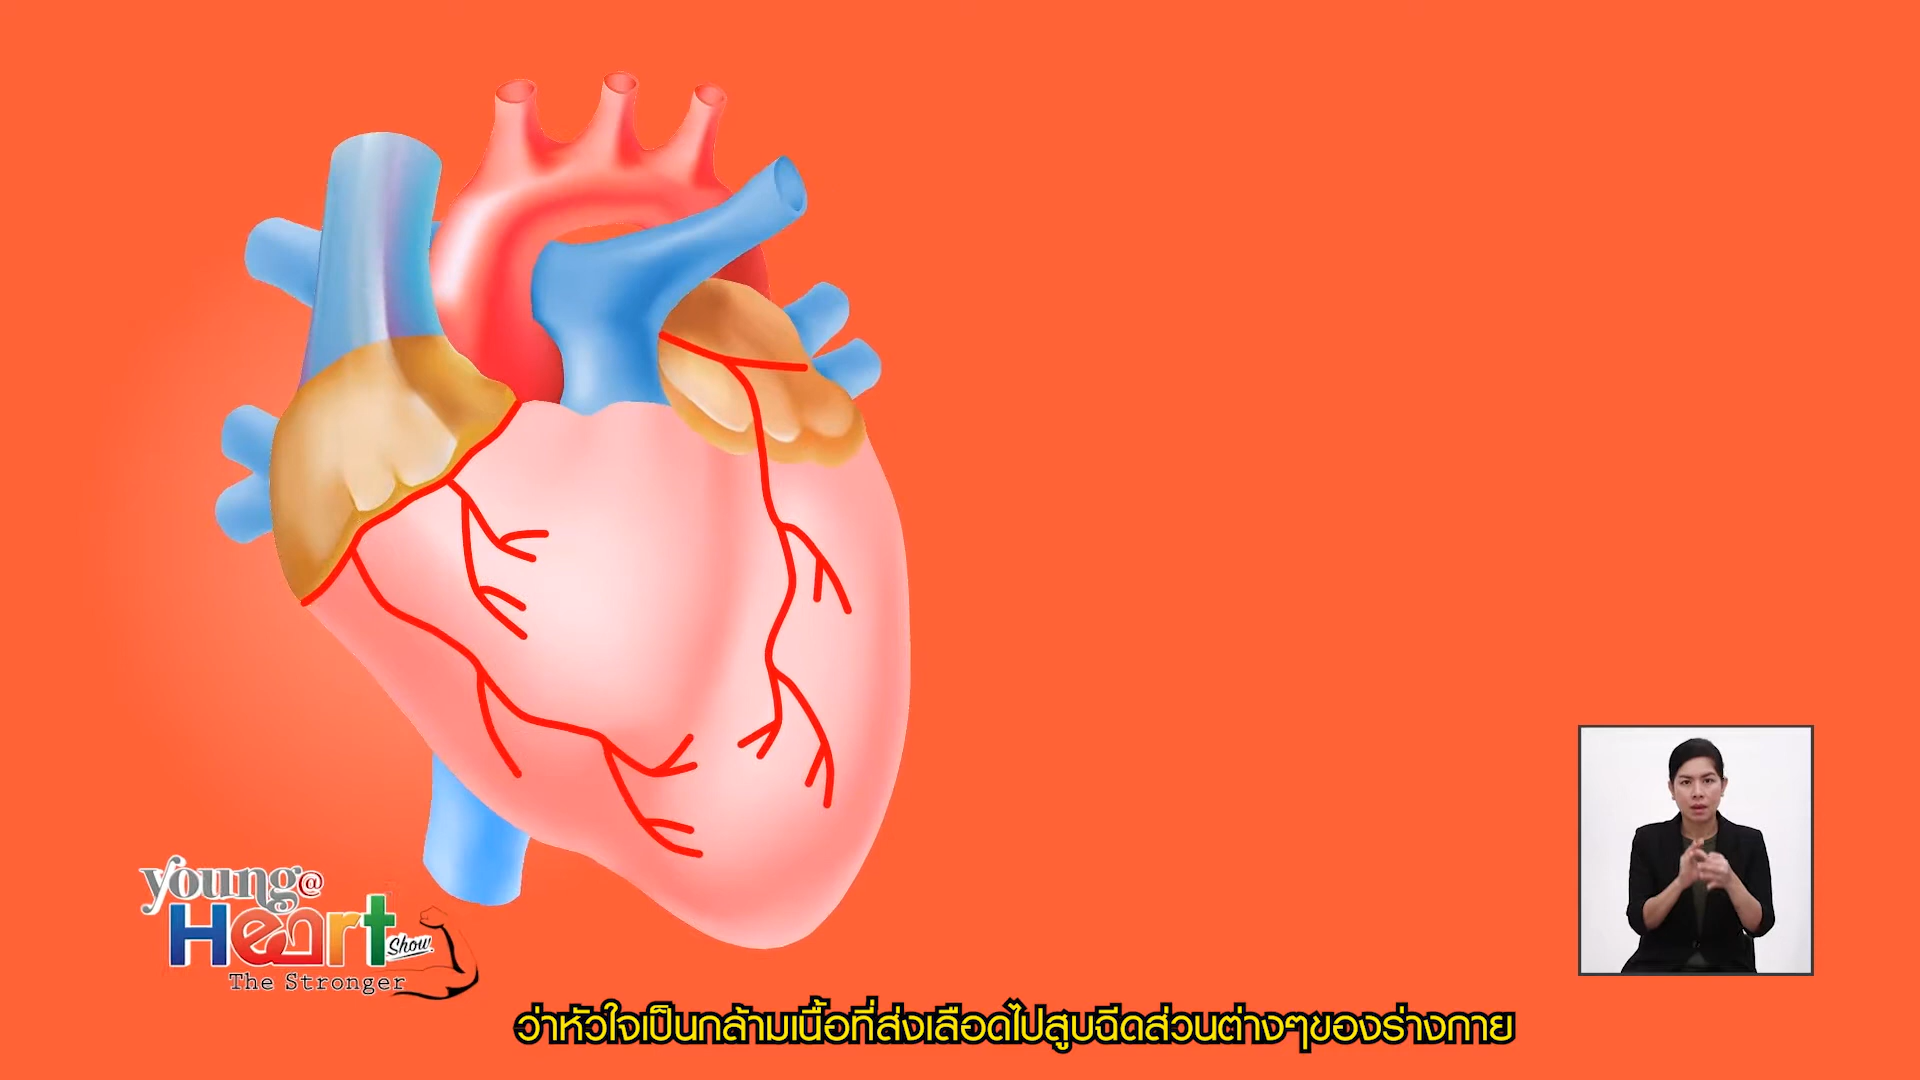 young@
Heart
Show.
The Stronger
ว่าหัวใจเป็นกล้ามเนื้อที่ส่งเลือดไปสูบฉีดส่วนต่างๆของร่างกาย